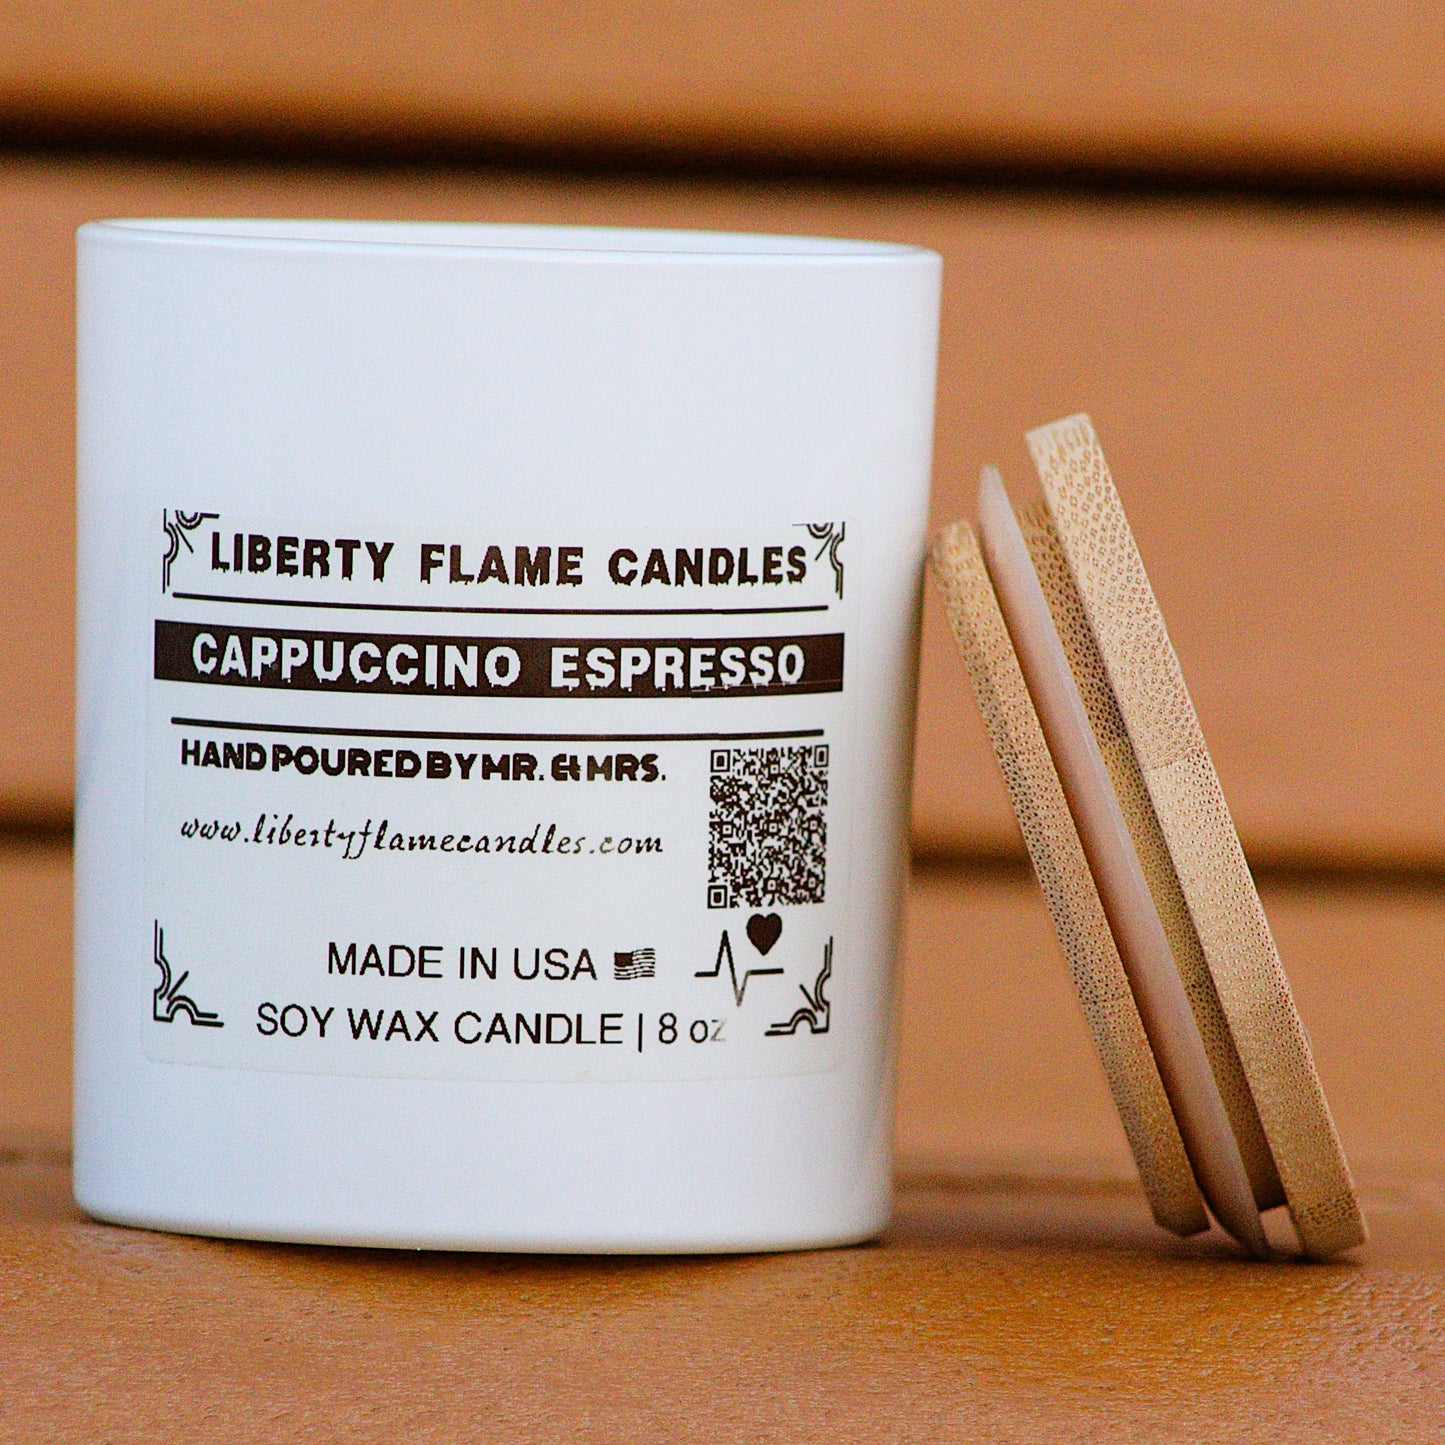 LIBERTY FLAME CANDLES
CAPPUCCINO ESPRESSO
HAND POURED BY MR. & MRS.
www.libertyflamecandles.com
MADE IN USA
SOY WAX CANDLE | 8 oz